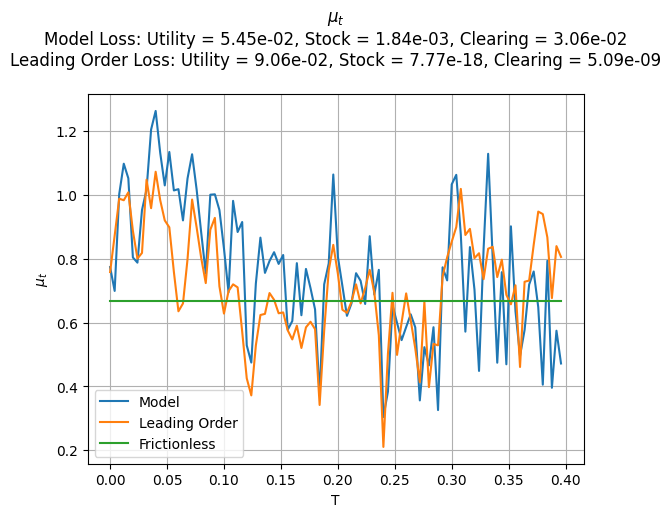 μₜ
Model Loss: Utility = 5.45e-02, Stock = 1.84e-03, Clearing = 3.06e-02
Leading Order Loss: Utility = 9.06e-02, Stock = 7.77e-18, Clearing = 5.09e-09
1.2
1.0
0.8
0.6
0.4
0.2
μₜ
Model
Leading Order
Frictionless
0.00 0.05 0.10 0.15 0.20 0.25 0.30 0.35 0.40
T